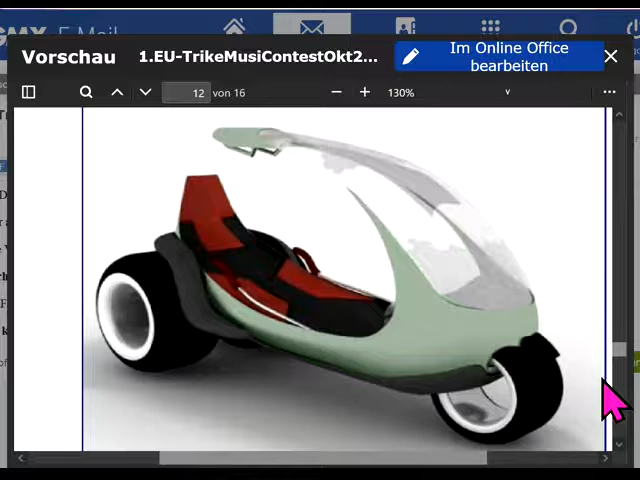 GMX E-Mail
Vorschau 1.EU-TrikeMusiContestOkt2... Im Online Office
bearbeiten
12 von 16 130%